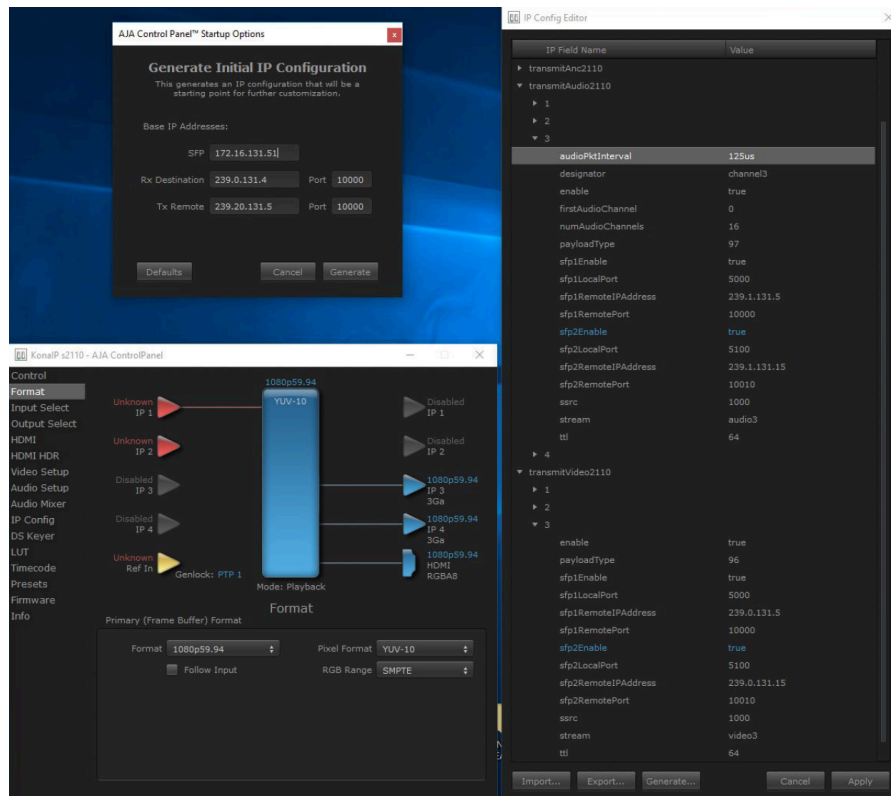 AJA Control Panel™ Startup Options
x
Generate Initial IP Configuration
This generates an IP configuration that will be a
starting point for further customization.
Base IP Addresses:
SFP 172.16.131.51
Rx Destination 239.0.131.4 Port 10000
Tx Remote 239.20.131.5 Port 10000
Defaults Cancel Generate
KonaIP s2110 - AJA ControlPanel
Control
Format
Input Select
Output Select
HDMI
HDMI HDR
Video Setup
Audio Setup
Audio Mixer
IP Config
DS Keyer
LUT
Timecode
Presets
Firmware
Info
1080p59.94
YUV-10
Unknown
IP 1
Unknown
IP 2
Disabled
IP 3
Disabled
IP 4
Unknown
Ref In
Genlock: PTP 1
Mode: Playback
Disabled
IP 1
Disabled
IP 2
1080p59.94
IP 3
3Ga
1080p59.94
IP 4
3Ga
1080p59.94
HDMI
RGBA8
Format
Primary (Frame Buffer) Format
Format 1080p59.94 Pixel Format YUV-10
Follow Input RGB Range SMPTE
IP Config Editor
IP Field Name Value
transmitAnc2110
transmitAudio2110
1
2
3
audioPktInterval 125us
designator channel3
enable true
firstAudioChannel 0
numAudioChannels 16
payloadType 97
sfp1Enable true
sfp1LocalPort 5000
sfp1RemoteIPAddress 239.1.131.5
sfp1RemotePort 10000
sfp2Enable true
sfp2LocalPort 5100
sfp2RemoteIPAddress 239.1.131.15
sfp2RemotePort 10010
ssrc 1000
stream audio3
ttl 64
4
transmitVideo2110
1
2
3
enable true
payloadType 96
sfp1Enable true
sfp1LocalPort 5000
sfp1RemoteIPAddress 239.0.131.5
sfp1RemotePort 10000
sfp2Enable true
sfp2LocalPort 5100
sfp2RemoteIPAddress 239.0.131.15
sfp2RemotePort 10010
ssrc 1000
stream video3
ttl 64
Import... Export... Generate... Cancel Apply